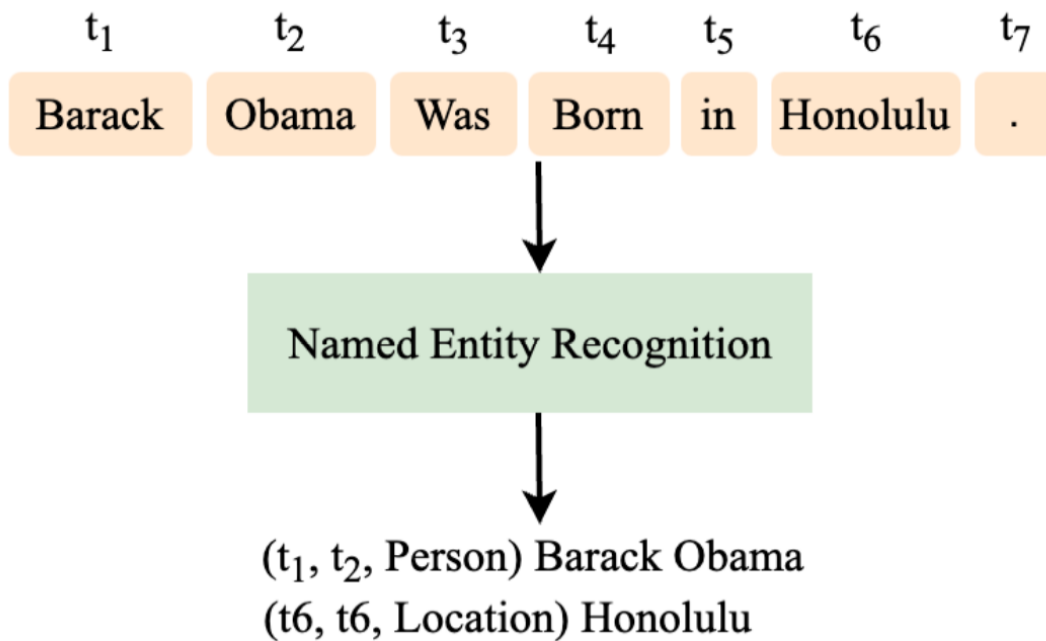 t₁ t₂ t₃ t₄ t₅ t₆ t₇
Barack Obama Was Born in Honolulu .
Named Entity Recognition
(t₁, t₂, Person) Barack Obama
(t6, t6, Location) Honolulu